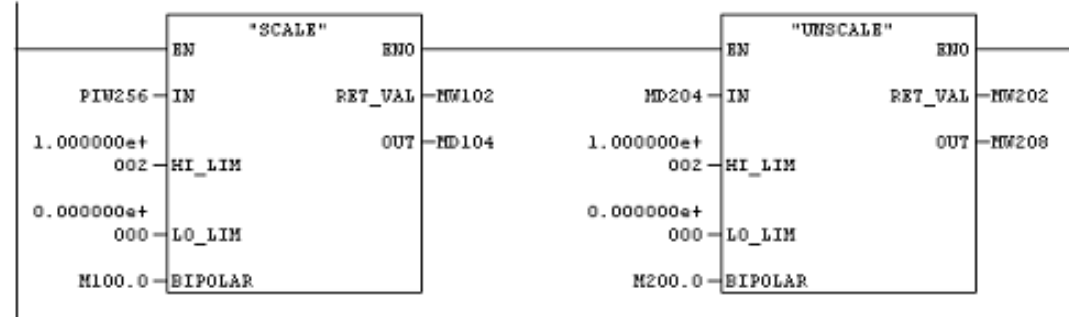 "SCALE"
EN ENO
PIW256 IN RET_VAL MW102
1.000000e+ OUT MD104
002 HI_LIM
0.000000e+
000 LO_LIM
M100.0 BIPOLAR
"UNSCALE"
EN ENO
MD204 IN RET_VAL MW202
1.000000e+ OUT MW208
002 HI_LIM
0.000000e+
000 LO_LIM
M200.0 BIPOLAR